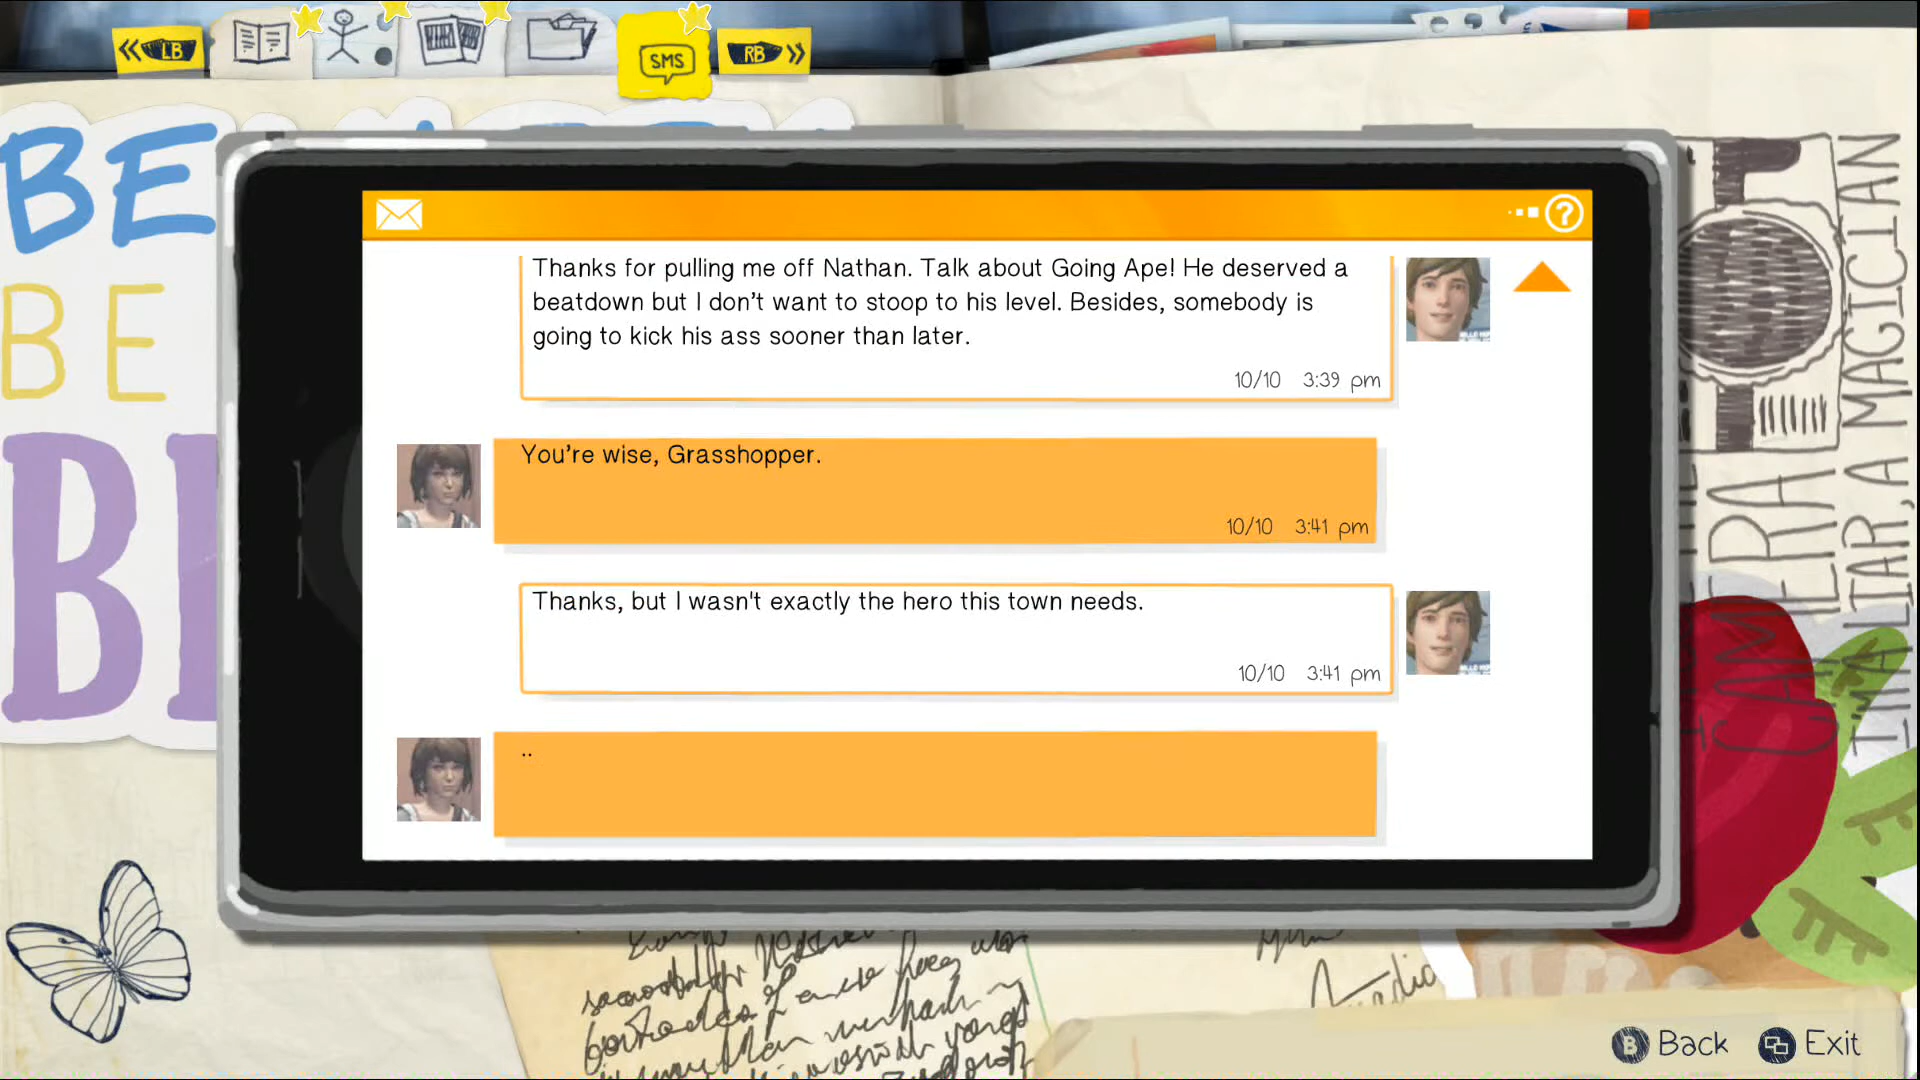 LB
SMS
RB
BE
BE
Thanks for pulling me off Nathan. Talk about Going Ape! He deserved a
beatdown but I don't want to stoop to his level. Besides, somebody is
going to kick his ass sooner than later.
10/10 3:39 pm
You're wise, Grasshopper.
10/10 3:41 pm
Thanks, but I wasn't exactly the hero this town needs.
10/10 3:41 pm
..
?
CAMERA
ALTAR, A MAGICIAN
B Back
Exit